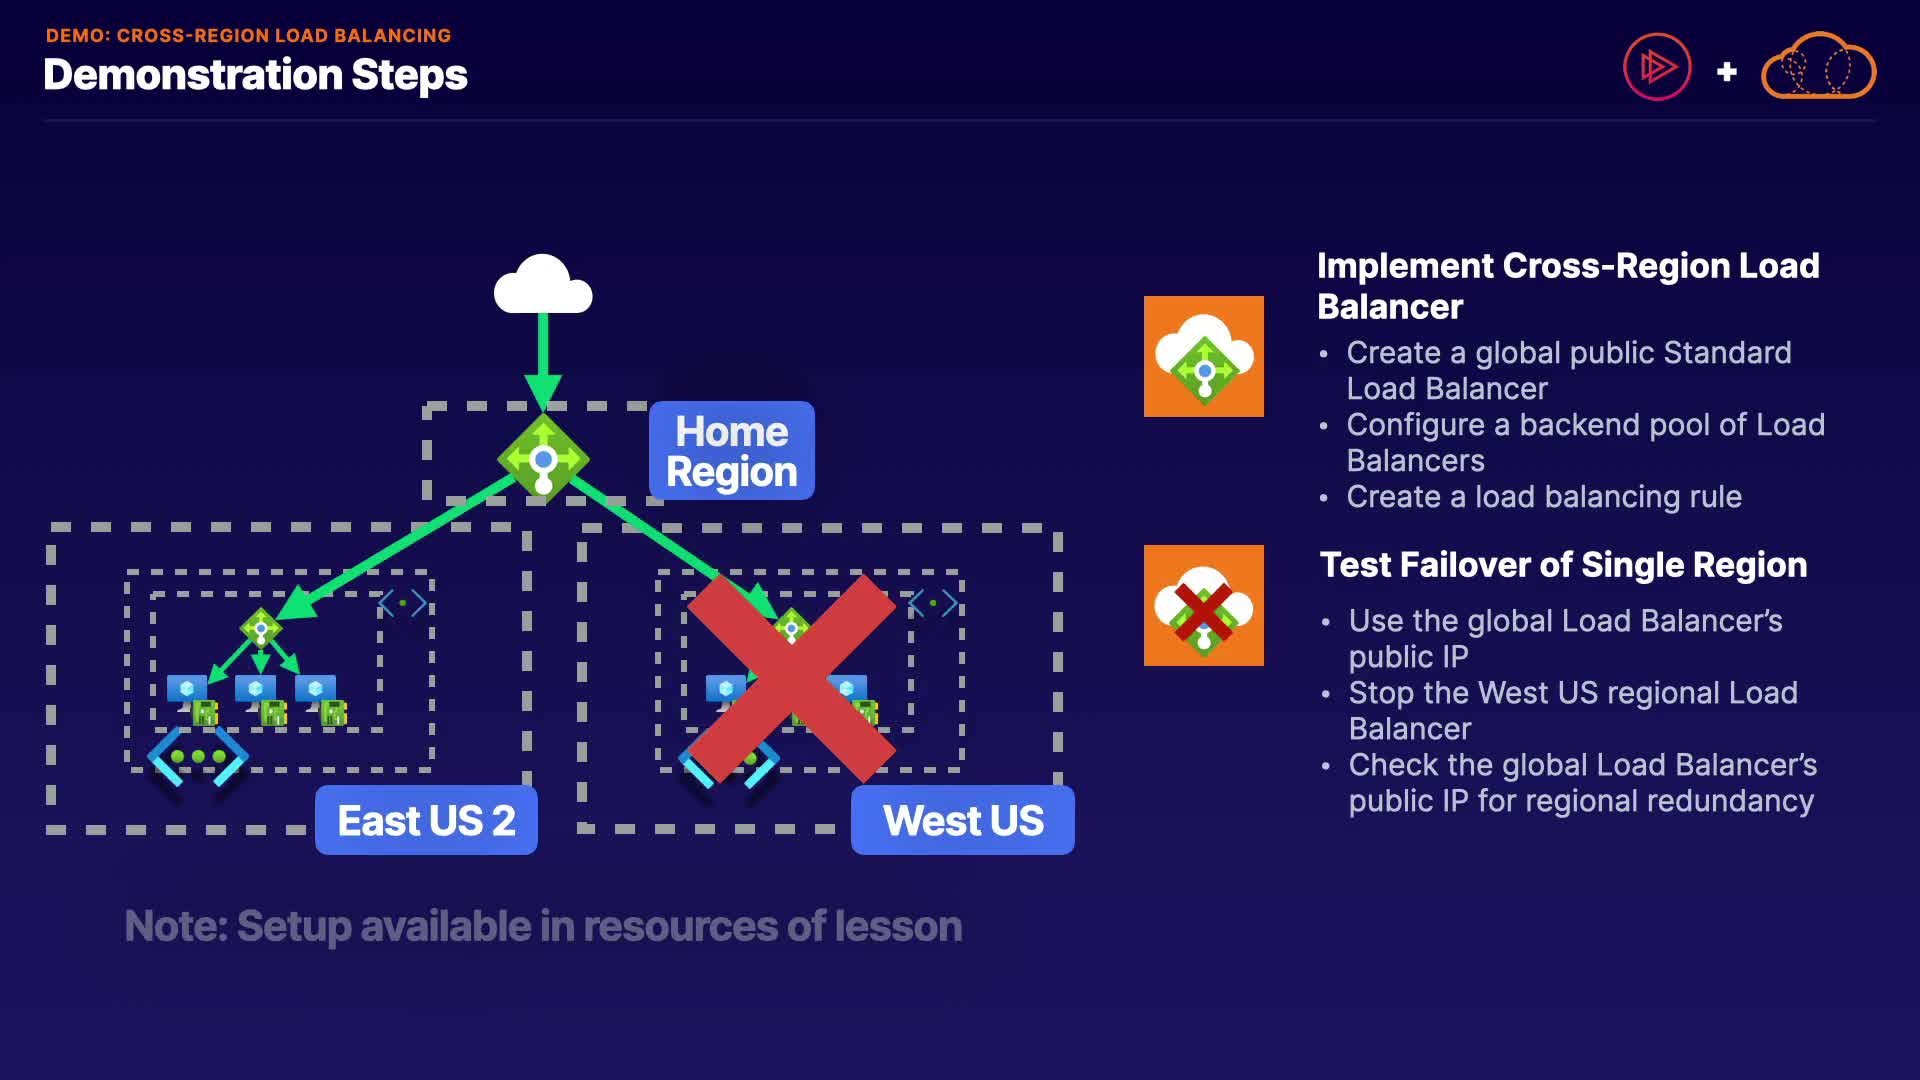 DEMO: CROSS-REGION LOAD BALANCING
Demonstration Steps
Home
Region
East US 2
West US
Note: Setup available in resources of lesson
Implement Cross-Region Load
Balancer
• Create a global public Standard
Load Balancer
• Configure a backend pool of Load
Balancers
• Create a load balancing rule
Test Failover of Single Region
• Use the global Load Balancer’s
public IP
• Stop the West US regional Load
Balancer
• Check the global Load Balancer’s
public IP for regional redundancy